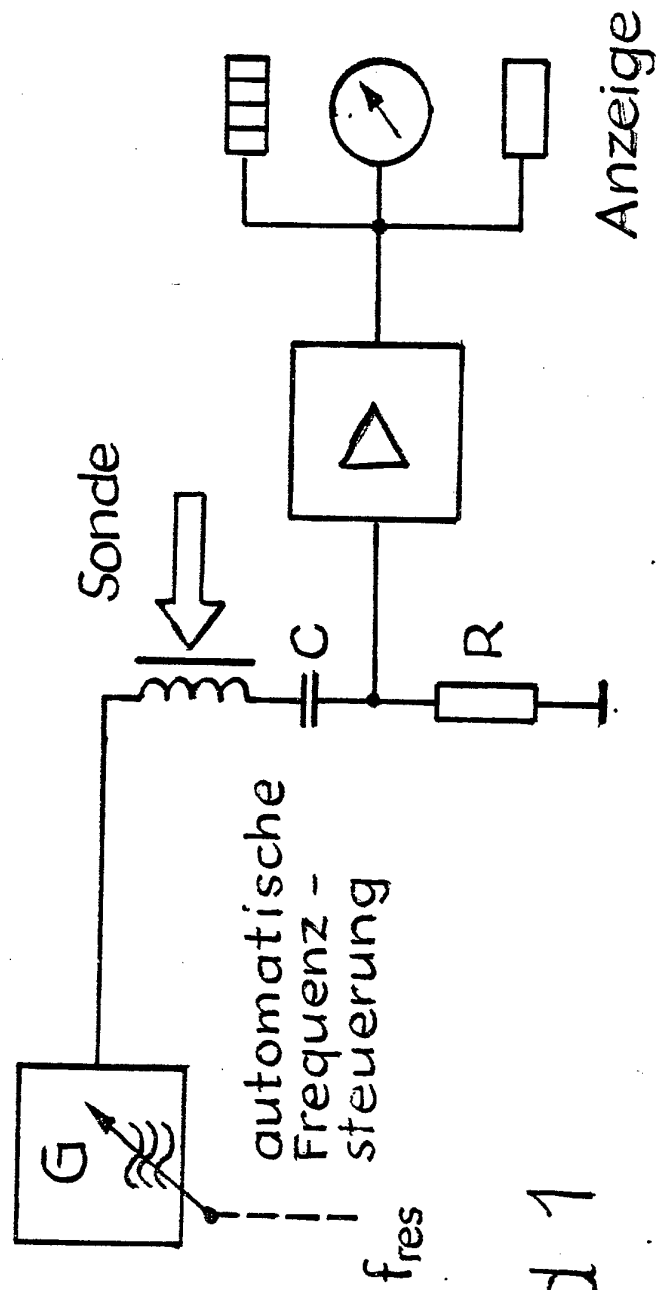 G
automatische
Frequenz-
steuerung
f_res
Sonde
C
R
Anzeige
d 1